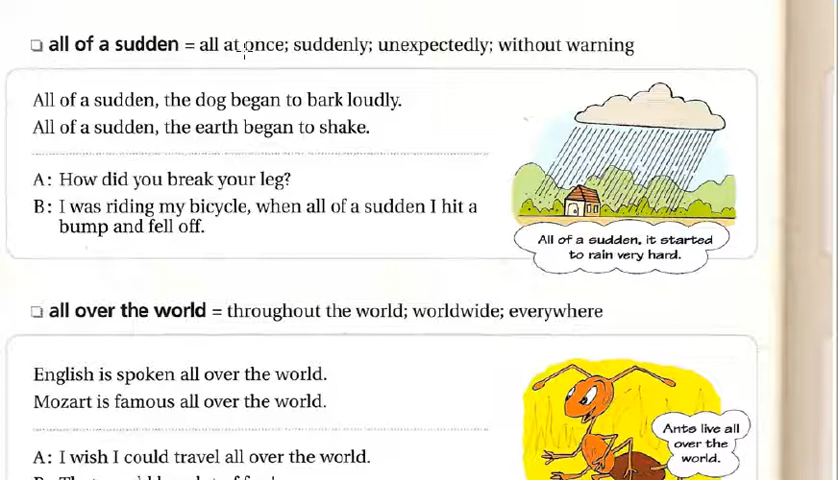 all of a sudden = all at once; suddenly; unexpectedly; without warning
All of a sudden, the dog began to bark loudly.
All of a sudden, the earth began to shake.
A: How did you break your leg?
B: I was riding my bicycle, when all of a sudden I hit a
bump and fell off.
All of a sudden, it started
to rain very hard.
all over the world = throughout the world; worldwide; everywhere
English is spoken all over the world.
Mozart is famous all over the world.
A: I wish I could travel all over the world.
Ants live all
over the
world.